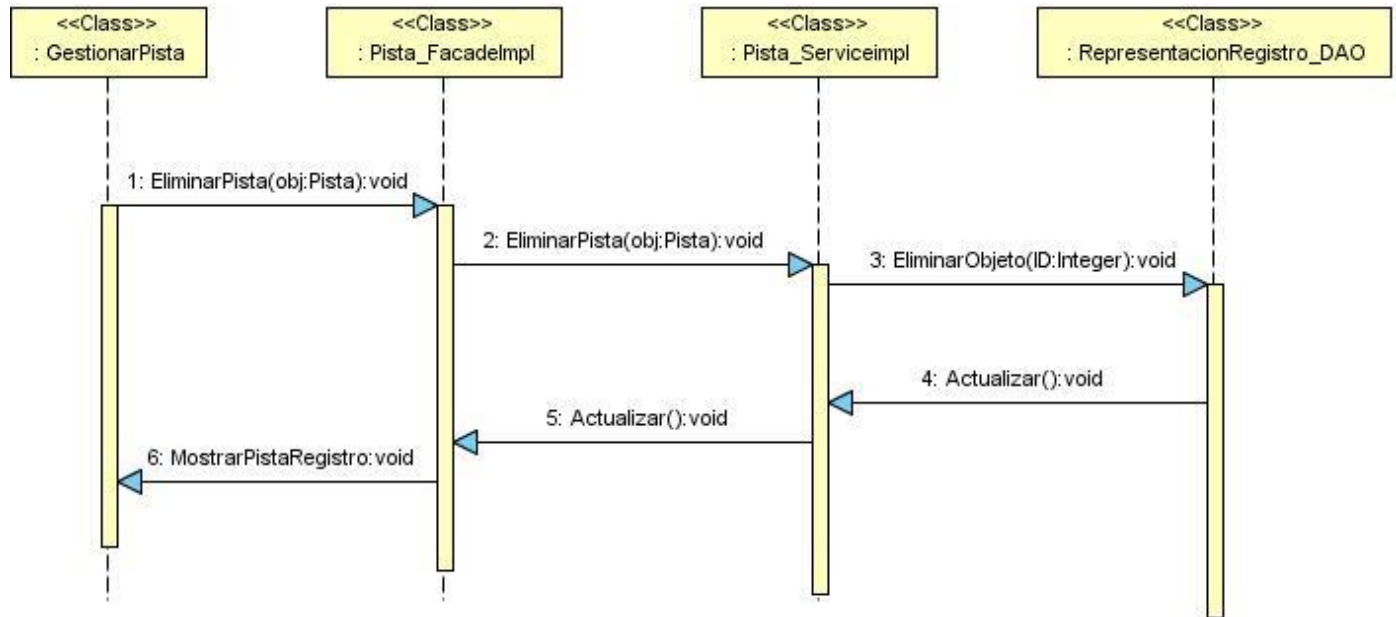 <<Class>>
: GestionarPista
<<Class>>
: Pista_FacadeImpl
<<Class>>
: Pista_Serviceimpl
<<Class>>
: RepresentacionRegistro_DAO
1: EliminarPista(obj:Pista):void
2: EliminarPista(obj:Pista):void
3: EliminarObjeto(ID:Integer):void
4: Actualizar():void
5: Actualizar():void
6: MostrarPistaRegistro:void